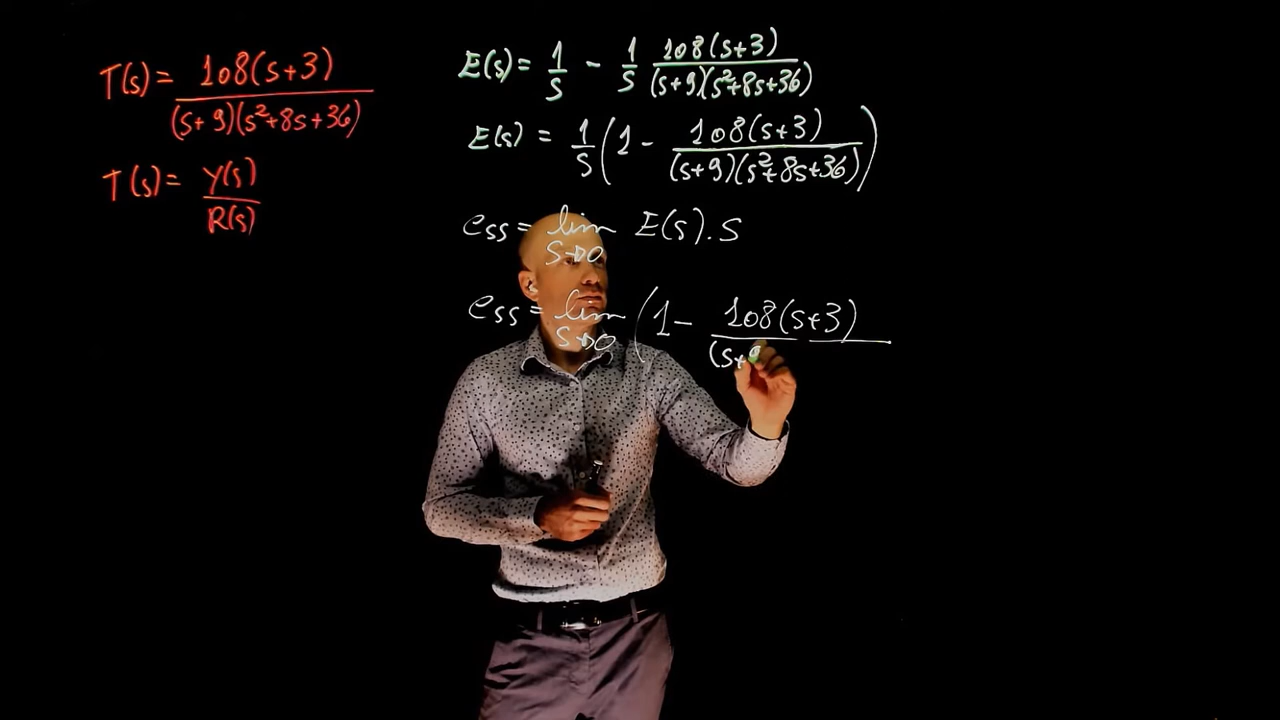 T(s) = 108(s+3) / (s+9)(s²+8s+36)
T(s) = Y(s) / R(s)
E(s) = 1/s - 1/s 108(s+3) / (s+9)(s²+8s+36)
E(s) = 1/s (1 - 108(s+3) / (s+9)(s²+8s+36))
ess = lim s→0 E(s).s
ess = lim s→0 (1 - 108(s+3) / (s+9